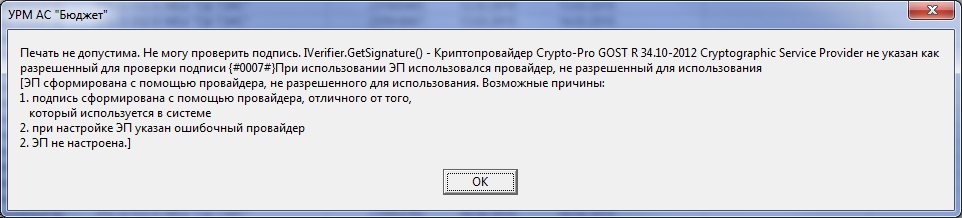 УРМ АС "Бюджет"
Печать не допустима. Не могу проверить подпись. IVerifier.GetSignature() - Криптопровайдер Crypto-Pro GOST R 34.10-2012 Cryptographic Service Provider не указан как
разрешенный для проверки подписи {#0007#}При использовании ЭП использовался провайдер, не разрешенный для использования
[ЭП сформирована с помощью провайдера, не разрешенного для использования. Возможные причины:
1. подпись сформирована с помощью провайдера, отличного от того,
который используется в системе
2. при настройке ЭП указан ошибочный провайдер
2. ЭП не настроена.]
OK